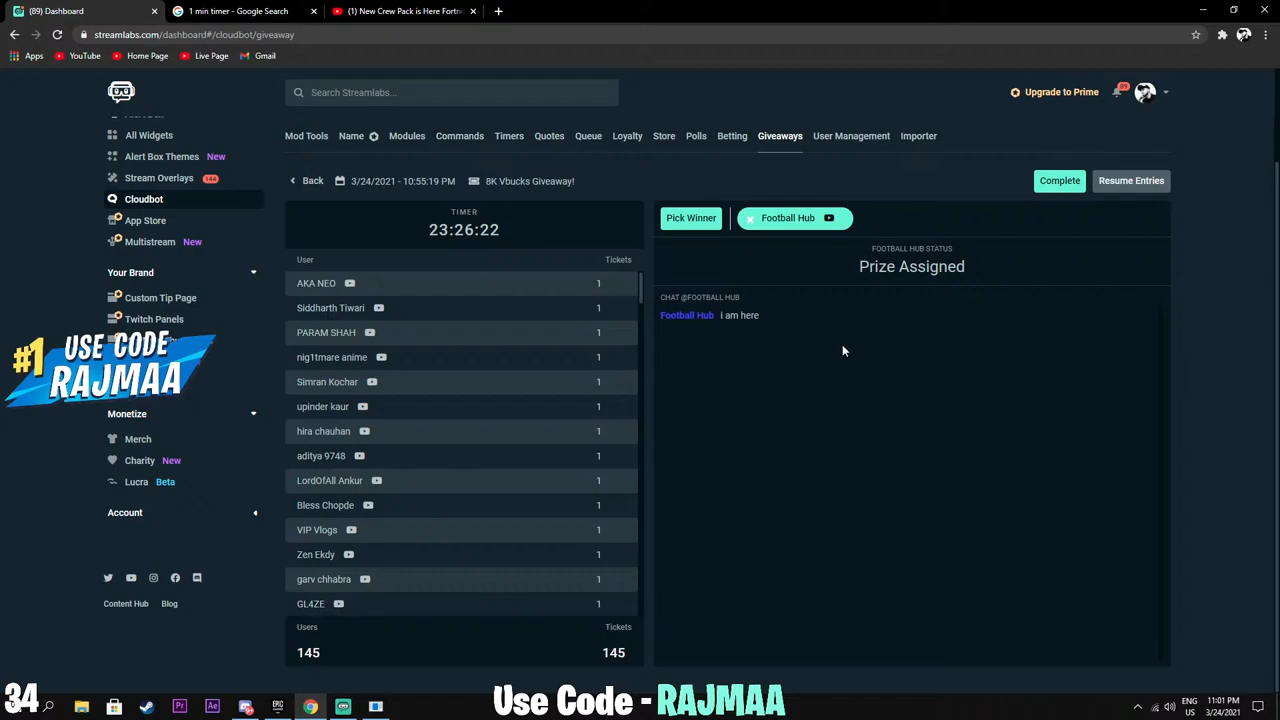 (89) Dashboard
1 min timer - Google Search
(1) New Crew Pack is Here Fortn
streamlabs.com/dashboard#/cloudbot/giveaway
Apps YouTube Home Page Live Page Gmail
Search Streamlabs...
Upgrade to Prime
All Widgets
Alert Box Themes New
Stream Overlays 144
Cloudbot
App Store
Multistream New
Your Brand
Custom Tip Page
Twitch Panels
#1 USE CODE
RAJMAA
Monetize
Merch
Charity New
Lucra Beta
Account
Content Hub Blog
Mod Tools Name Modules Commands Timers Quotes Queue Loyalty Store Polls Betting Giveaways User Management Importer
Back 3/24/2021 - 10:55:19 PM 8K Vbucks Giveaway!
Complete Resume Entries
TIMER
23:26:22
User Tickets
AKA NEO 1
Siddharth Tiwari 1
PARAM SHAH 1
nig1tmare anime 1
Simran Kochar 1
upinder kaur 1
hira chauhan 1
aditya 9748 1
LordOfAll Ankur 1
Bless Chopde 1
VIP Vlogs 1
Zen Ekdy 1
garv chhabra 1
GL4ZE 1
Users Tickets
145 145
Pick Winner Football Hub
FOOTBALL HUB STATUS
Prize Assigned
CHAT @FOOTBALL HUB
Football Hub i am here
34
Use Code - RAJMAA
ENG
US
11:01 PM
3/24/2021